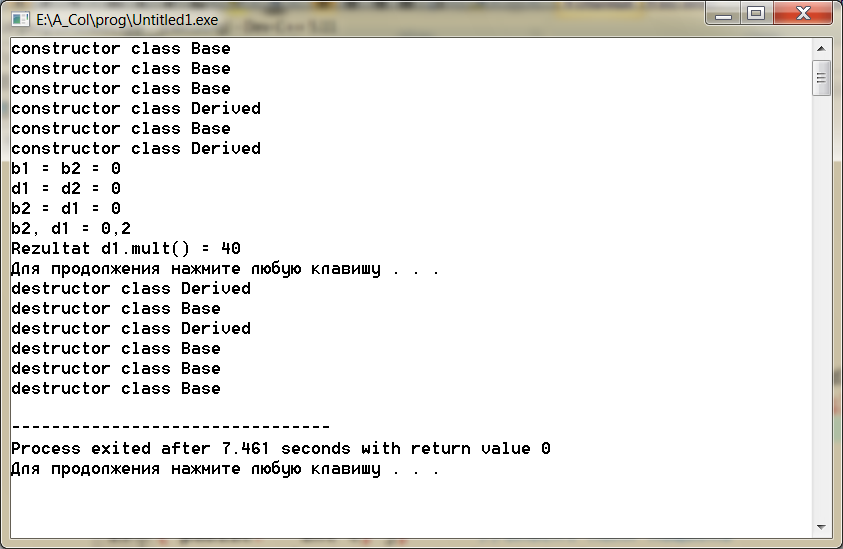 E:\A_Col\prog\Untitled1.exe
constructor class Base
constructor class Base
constructor class Base
constructor class Derived
constructor class Base
constructor class Derived
b1 = b2 = 0
d1 = d2 = 0
b2 = d1 = 0
b2, d1 = 0,2
Rezultat d1.mult() = 40
Для продолжения нажмите любую клавишу . . .
destructor class Derived
destructor class Base
destructor class Derived
destructor class Base
destructor class Base
destructor class Base
--------------------------------
Process exited after 7.461 seconds with return value 0
Для продолжения нажмите любую клавишу . . .